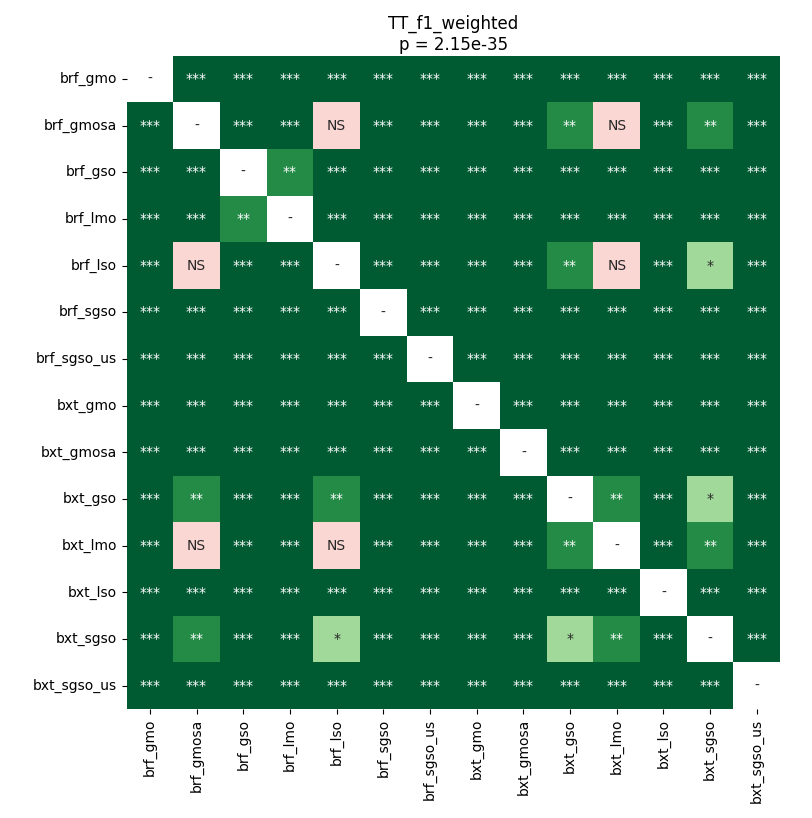 TT_f1_weighted
p = 2.15e-35
brf_gmo - *** *** *** *** *** *** *** *** *** *** *** *** ***
brf_gmosa *** - *** *** NS *** *** *** *** ** NS *** ** ***
brf_gso *** *** - ** *** *** *** *** *** *** *** *** *** ***
brf_lmo *** *** ** - *** *** *** *** *** *** *** *** *** ***
brf_lso *** NS *** *** - *** *** *** *** ** NS *** * ***
brf_sgso *** *** *** *** *** - *** *** *** *** *** *** *** ***
brf_sgso_us *** *** *** *** *** *** - *** *** *** *** *** *** ***
bxt_gmo *** *** *** *** *** *** *** - *** *** *** *** *** ***
bxt_gmosa *** *** *** *** *** *** *** *** - *** *** *** *** ***
bxt_gso *** ** *** *** ** *** *** *** *** - ** *** * ***
bxt_lmo *** NS *** *** NS *** *** *** *** ** - *** ** ***
bxt_lso *** *** *** *** *** *** *** *** *** *** *** - *** ***
bxt_sgso *** ** *** *** * *** *** *** *** * ** *** - ***
bxt_sgso_us *** *** *** *** *** *** *** *** *** *** *** *** *** -
brf_gmo brf_gmosa brf_gso brf_lmo brf_lso brf_sgso brf_sgso_us bxt_gmo bxt_gmosa bxt_gso bxt_lmo bxt_lso bxt_sgso bxt_sgso_us